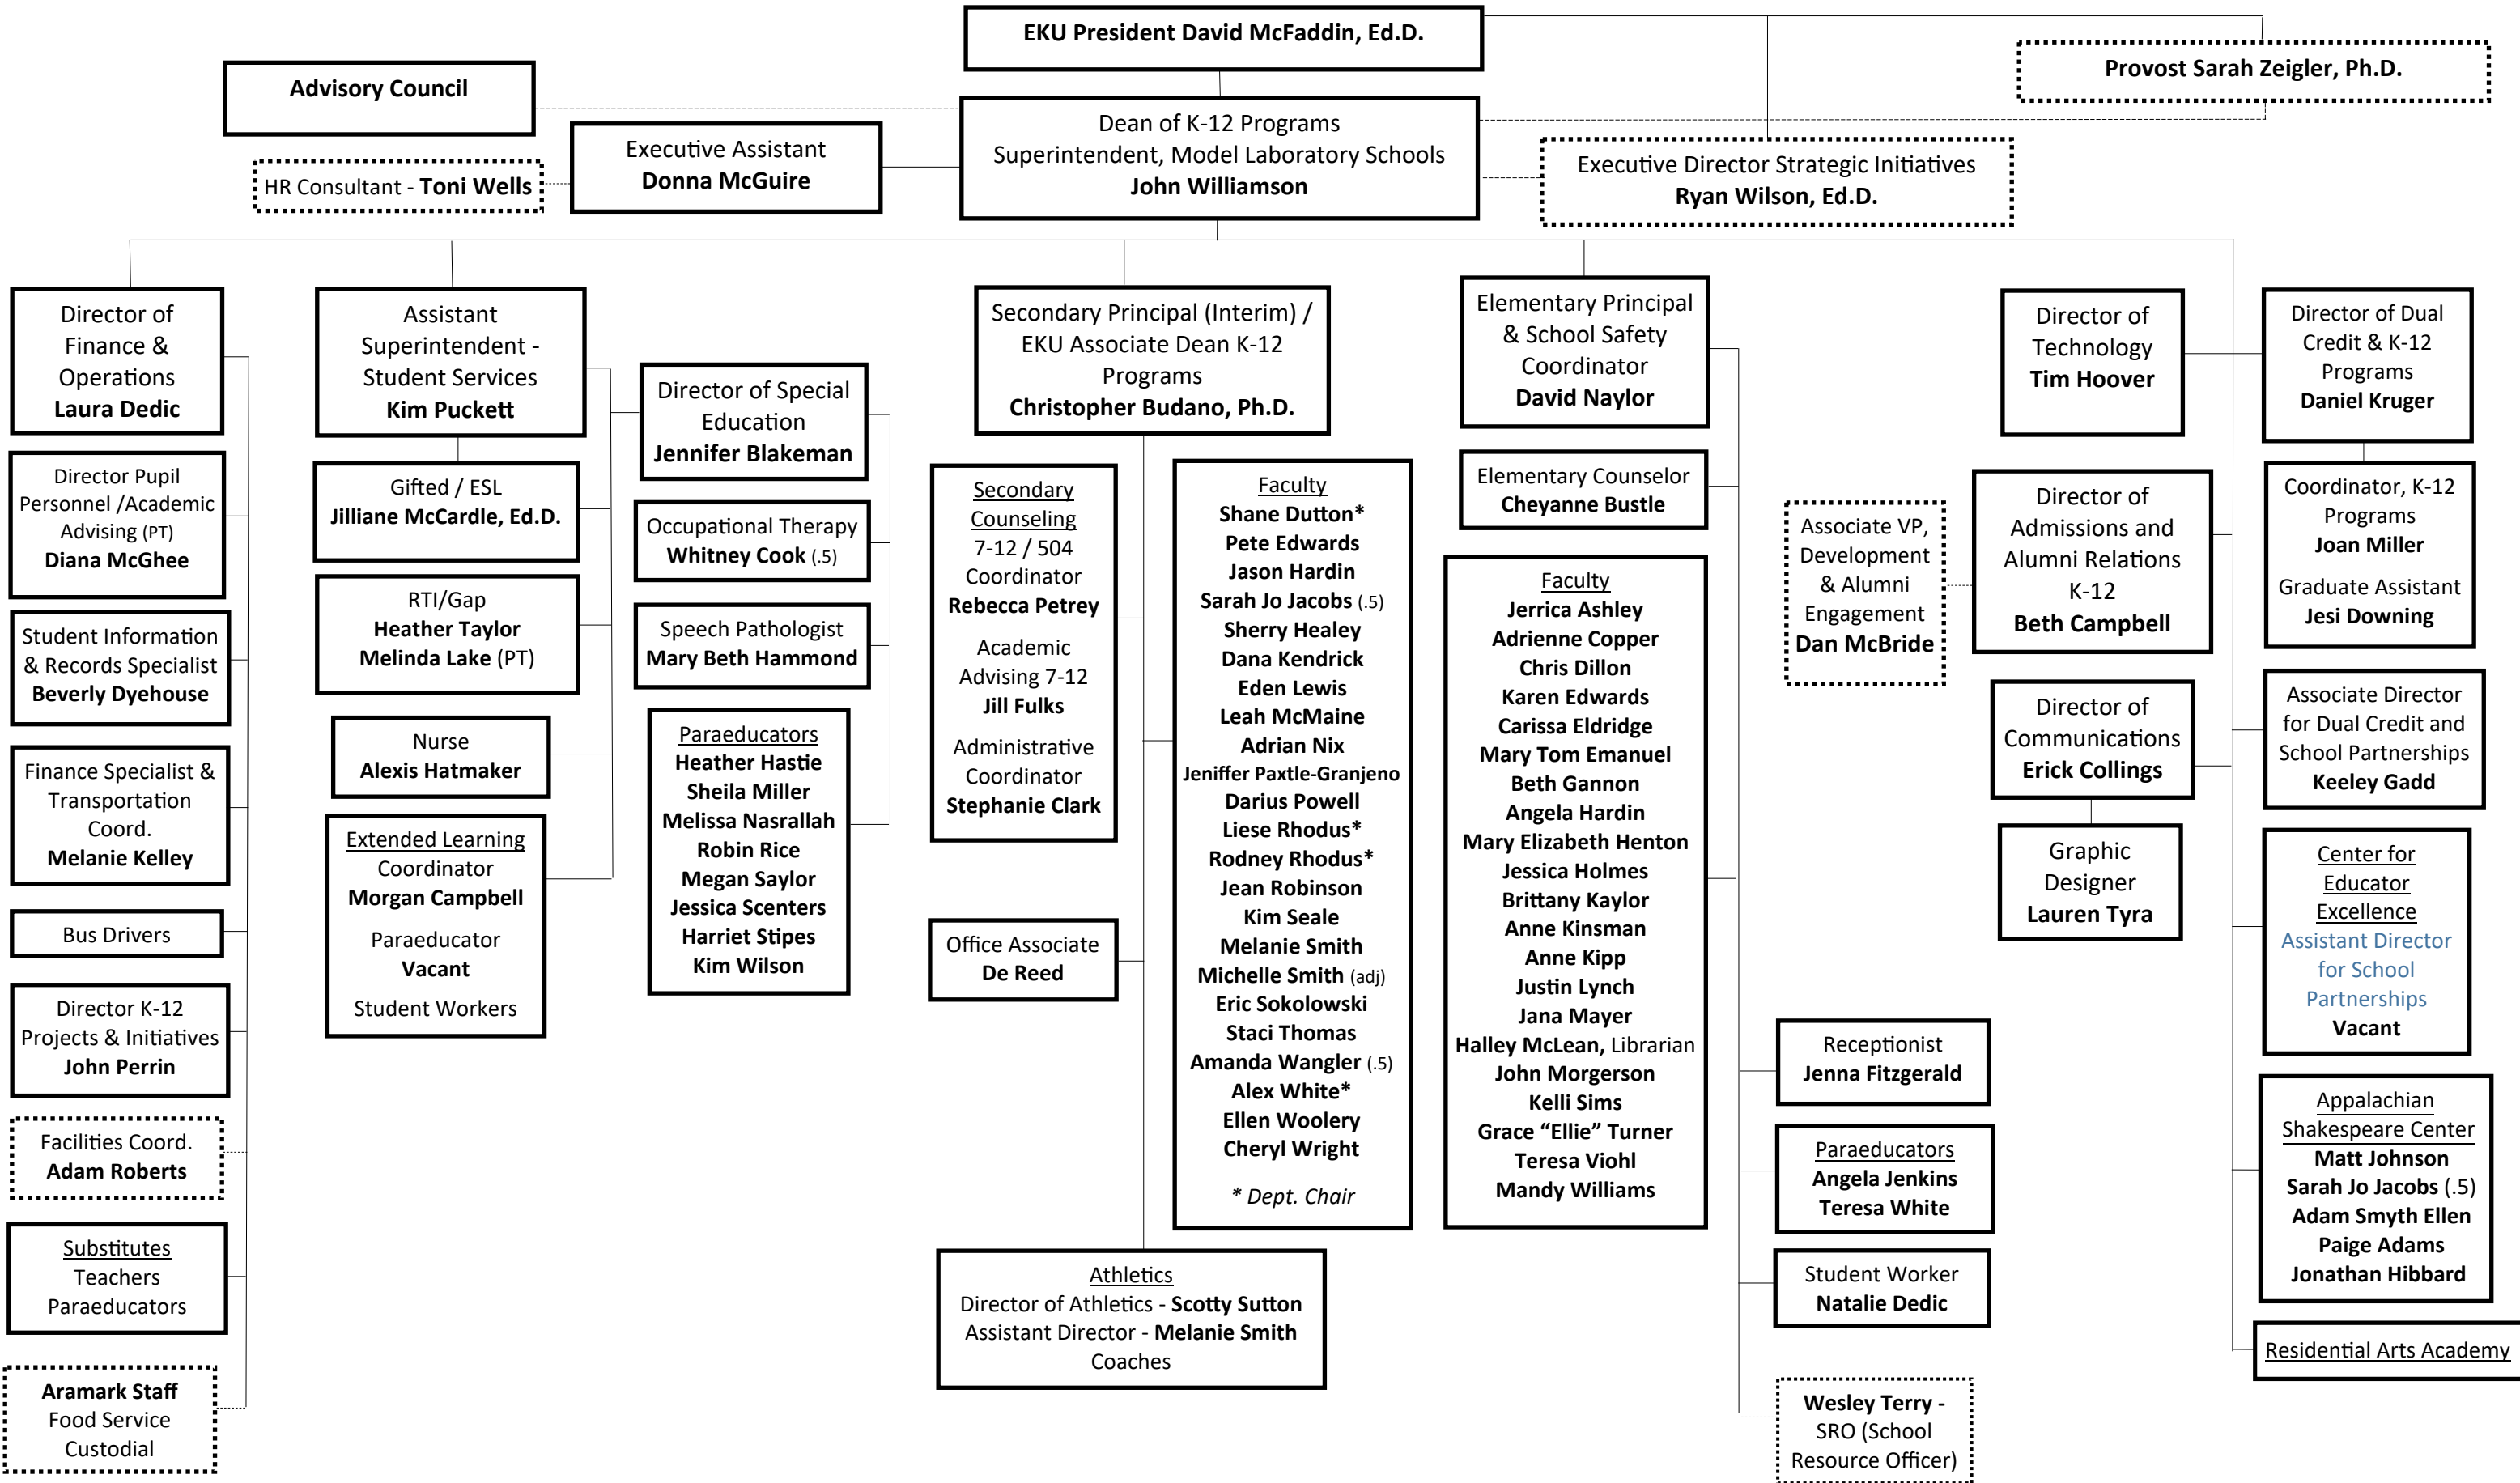 EKU President David McFaddin, Ed.D.
Provost Sarah Zeigler, Ph.D.
Advisory Council
Dean of K-12 Programs
Superintendent, Model Laboratory Schools
John Williamson
Executive Assistant
Donna McGuire
HR Consultant - Toni Wells
Executive Director Strategic Initiatives
Ryan Wilson, Ed.D.
Director of
Finance &
Operations
Laura Dedic
Director Pupil
Personnel /Academic
Advising (PT)
Diana McGhee
Student Information
& Records Specialist
Beverly Dyehouse
Finance Specialist &
Transportation
Coord.
Melanie Kelley
Bus Drivers
Director K-12
Projects & Initiatives
John Perrin
Facilities Coord.
Adam Roberts
Substitutes
Teachers
Paraeducators
Aramark Staff
Food Service
Custodial
Assistant
Superintendent -
Student Services
Kim Puckett
Gifted / ESL
Jilliane McCardle, Ed.D.
RTI/Gap
Heather Taylor
Melinda Lake (PT)
Nurse
Alexis Hatmaker
Extended Learning
Coordinator
Morgan Campbell
Paraeducator
Vacant
Student Workers
Director of Special
Education
Jennifer Blakeman
Occupational Therapy
Whitney Cook (.5)
Speech Pathologist
Mary Beth Hammond
Paraeducators
Heather Hastie
Sheila Miller
Melissa Nasrallah
Robin Rice
Megan Saylor
Jessica Scenters
Harriet Stipes
Kim Wilson
Secondary Principal (Interim) /
EKU Associate Dean K-12
Programs
Christopher Budano, Ph.D.
Secondary
Counseling
7-12 / 504
Coordinator
Rebecca Petrey
Academic
Advising 7-12
Jill Fulks
Administrative
Coordinator
Stephanie Clark
Office Associate
De Reed
Faculty
Shane Dutton*
Pete Edwards
Jason Hardin
Sarah Jo Jacobs (.5)
Sherry Healey
Dana Kendrick
Eden Lewis
Leah McMaine
Adrian Nix
Jeniffer Paxtle-Granjeno
Darius Powell
Liese Rhodus*
Rodney Rhodus*
Jean Robinson
Kim Seale
Melanie Smith
Michelle Smith (adj)
Eric Sokolowski
Staci Thomas
Amanda Wangler (.5)
Alex White*
Ellen Woolery
Cheryl Wright
* Dept. Chair
Athletics
Director of Athletics - Scotty Sutton
Assistant Director - Melanie Smith
Coaches
Elementary Principal
& School Safety
Coordinator
David Naylor
Elementary Counselor
Cheyanne Bustle
Faculty
Jerrica Ashley
Adrienne Copper
Chris Dillon
Karen Edwards
Carissa Eldridge
Mary Tom Emanuel
Beth Gannon
Angela Hardin
Mary Elizabeth Henton
Jessica Holmes
Brittany Kaylor
Anne Kinsman
Anne Kipp
Justin Lynch
Jana Mayer
Halley McLean, Librarian
John Morgerson
Kelli Sims
Grace “Ellie” Turner
Teresa Viohl
Mandy Williams
Receptionist
Jenna Fitzgerald
Paraeducators
Angela Jenkins
Teresa White
Student Worker
Natalie Dedic
Wesley Terry -
SRO (School
Resource Officer)
Director of
Technology
Tim Hoover
Associate VP,
Development
& Alumni
Engagement
Dan McBride
Director of
Admissions and
Alumni Relations
K-12
Beth Campbell
Director of
Communications
Erick Collings
Graphic
Designer
Lauren Tyra
Director of Dual
Credit & K-12
Programs
Daniel Kruger
Coordinator, K-12
Programs
Joan Miller
Graduate Assistant
Jesi Downing
Associate Director
for Dual Credit and
School Partnerships
Keeley Gadd
Center for
Educator
Excellence
Assistant Director
for School
Partnerships
Vacant
Appalachian
Shakespeare Center
Matt Johnson
Sarah Jo Jacobs (.5)
Adam Smyth Ellen
Paige Adams
Jonathan Hibbard
Residential Arts Academy